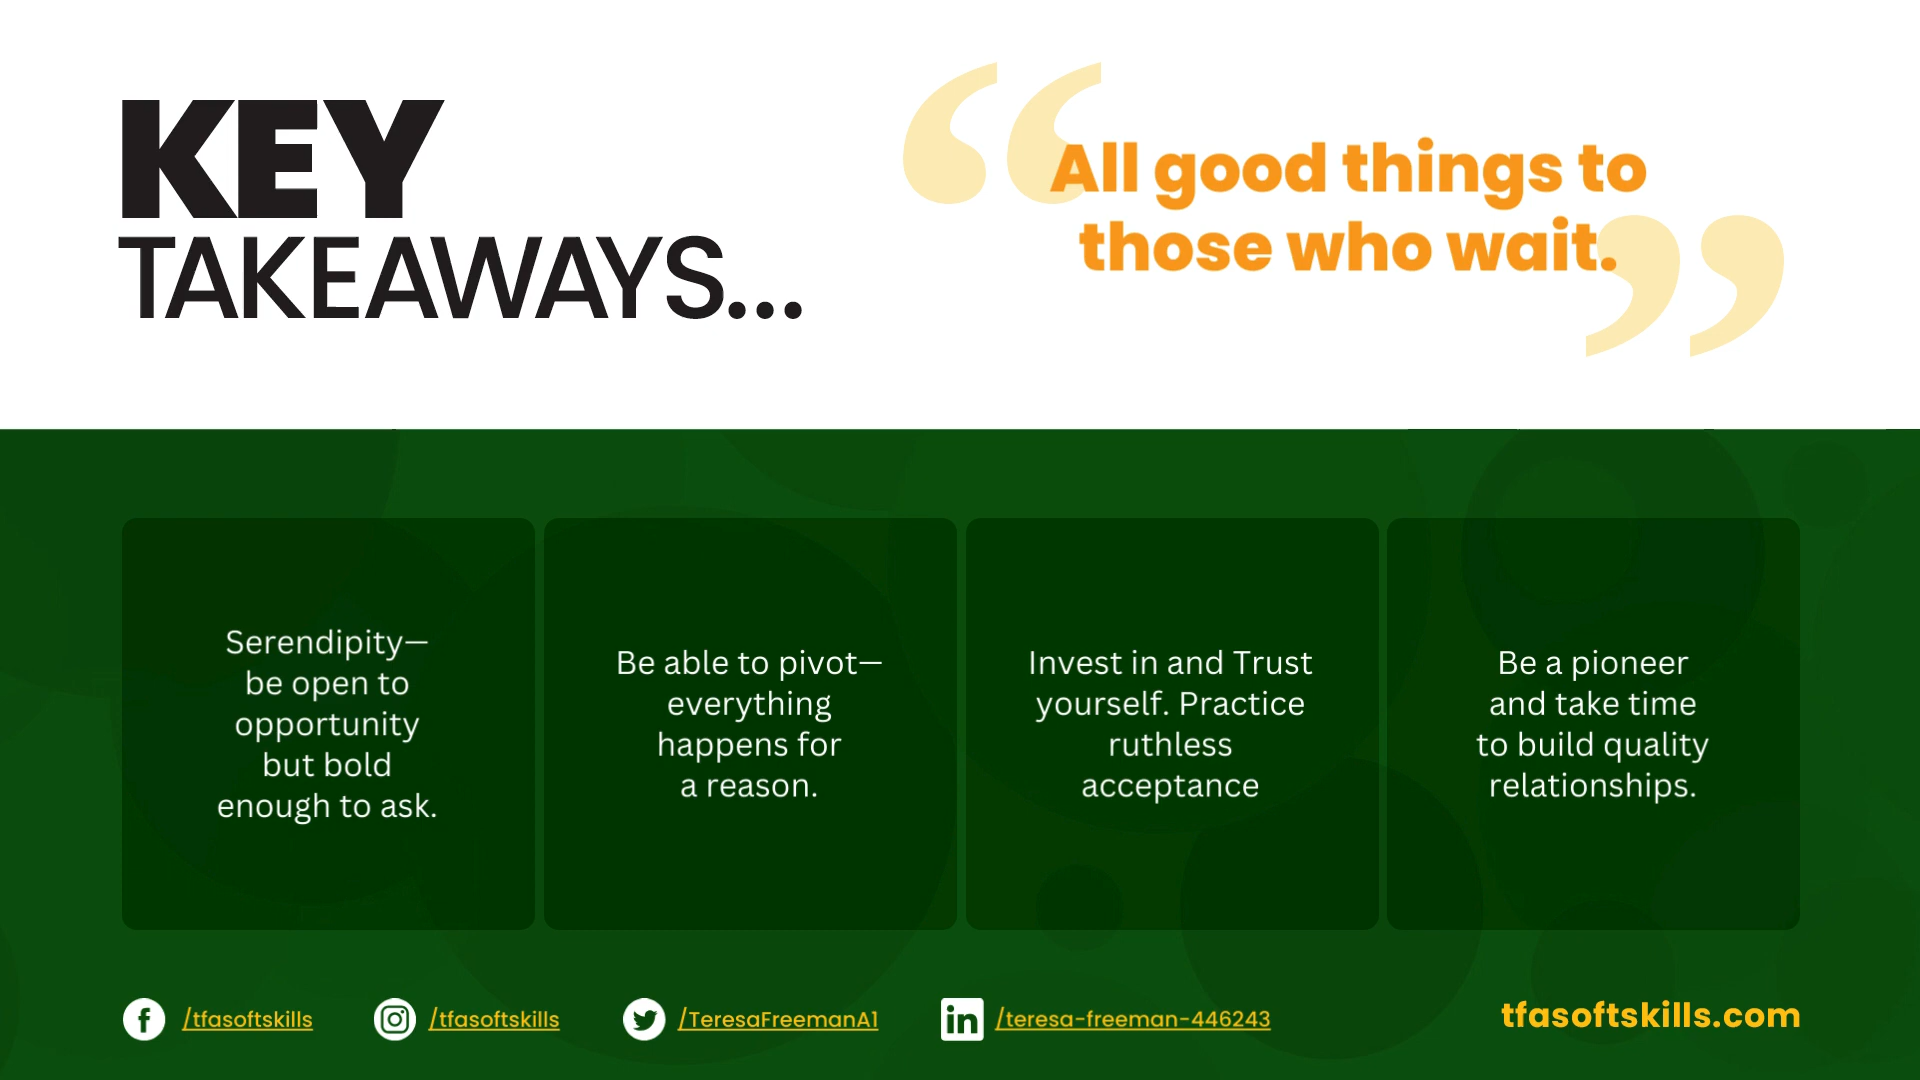 KEY
TAKEAWAYS...
“All good things to
those who wait.”
Serendipity—
be open to
opportunity
but bold
enough to ask.
Be able to pivot—
everything
happens for
a reason.
Invest in and Trust
yourself. Practice
ruthless
acceptance
Be a pioneer
and take time
to build quality
relationships.
/tfasoftskills
/tfasoftskills
/TeresaFreemanA1
/teresa-freeman-446243
tfasoftskills.com